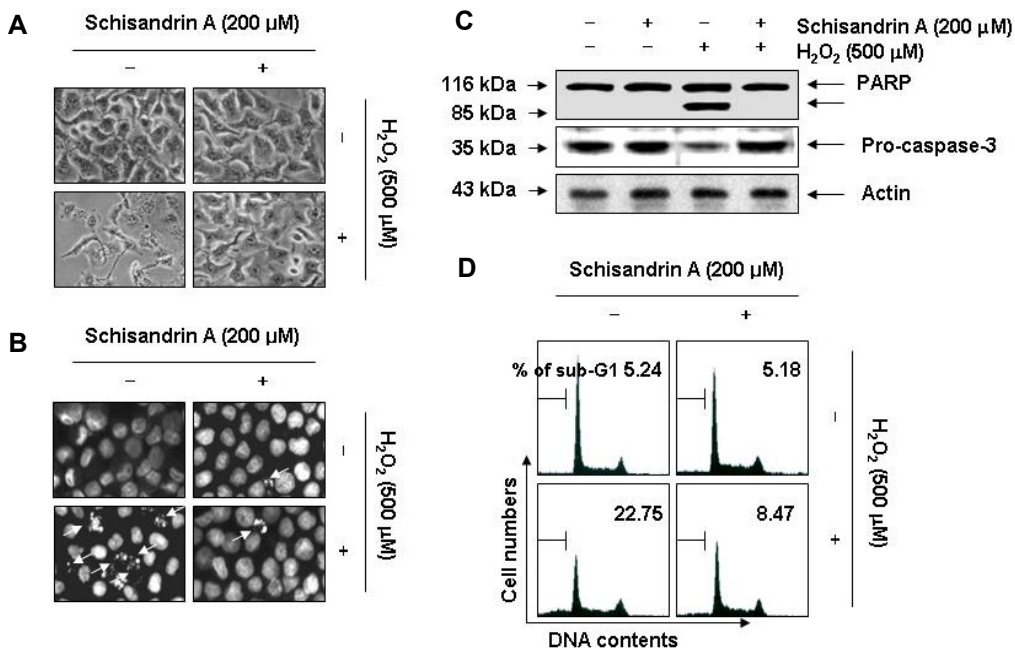 A
Schisandrin A (200 µM)
– +
–
+
H₂O₂ (500 µM)
B
Schisandrin A (200 µM)
– +
–
+
H₂O₂ (500 µM)
C
– + – + Schisandrin A (200 µM)
– – + + H₂O₂ (500 µM)
116 kDa PARP
85 kDa
35 kDa Pro-caspase-3
43 kDa Actin
D
Schisandrin A (200 µM)
– +
% of sub-G1 5.24 5.18
–
22.75 8.47
+
H₂O₂ (500 µM)
Cell numbers
DNA contents